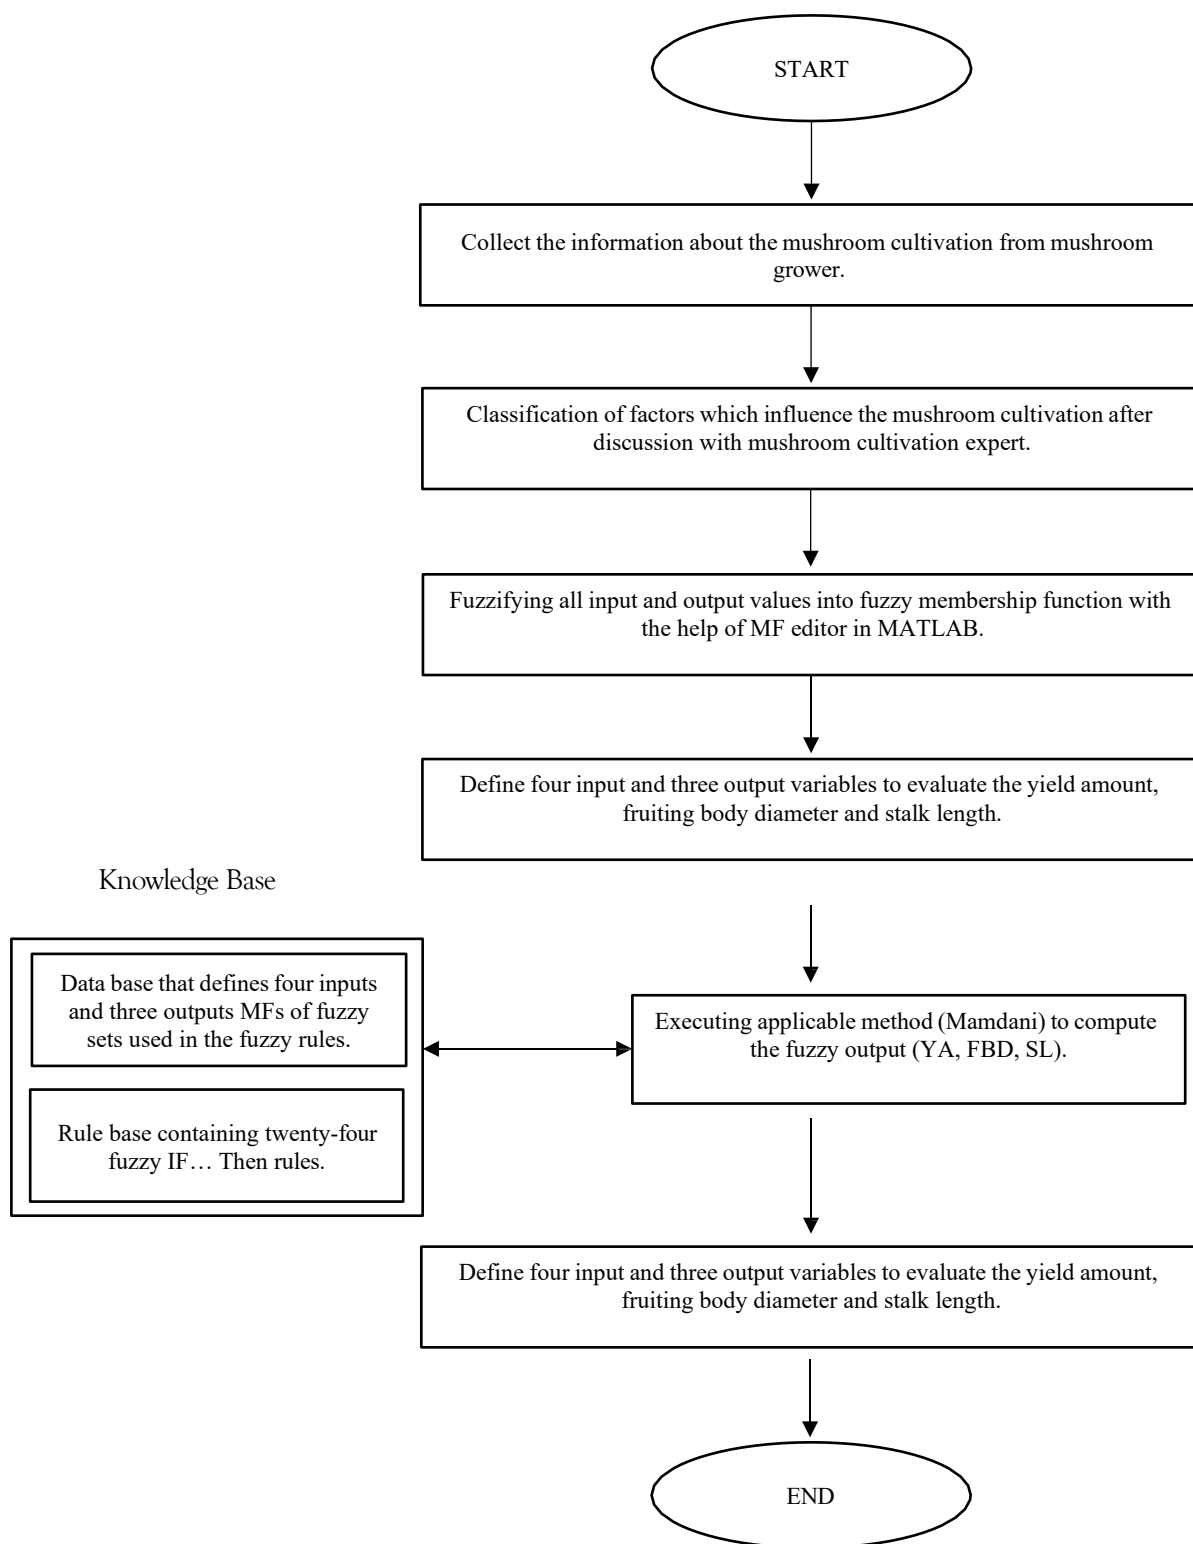 START
Collect the information about the mushroom cultivation from mushroom
grower.
Classification of factors which influence the mushroom cultivation after
discussion with mushroom cultivation expert.
Fuzzifying all input and output values into fuzzy membership function with
the help of MF editor in MATLAB.
Define four input and three output variables to evaluate the yield amount,
fruiting body diameter and stalk length.
Knowledge Base
Data base that defines four inputs
and three outputs MFs of fuzzy
sets used in the fuzzy rules.
Rule base containing twenty-four
fuzzy IF… Then rules.
Executing applicable method (Mamdani) to compute
the fuzzy output (YA, FBD, SL).
Define four input and three output variables to evaluate the yield amount,
fruiting body diameter and stalk length.
END